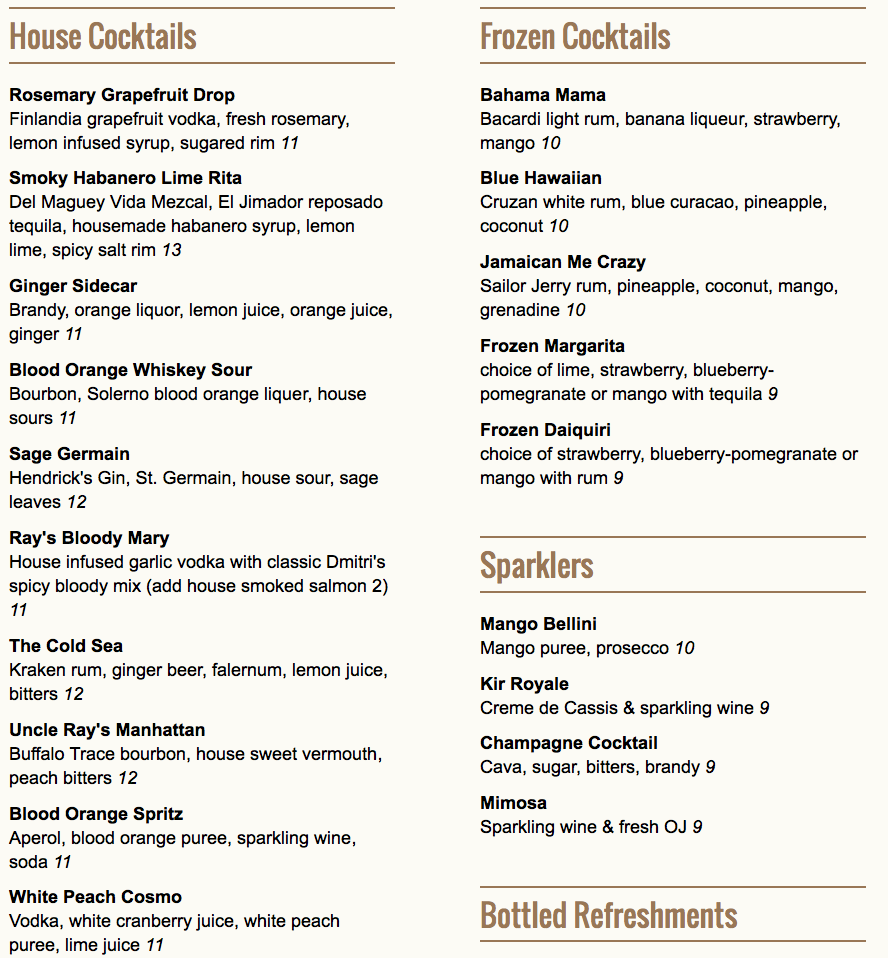 House Cocktails
Rosemary Grapefruit Drop
Finlandia grapefruit vodka, fresh rosemary,
lemon infused syrup, sugared rim 11
Smoky Habanero Lime Rita
Del Maguey Vida Mezcal, El Jimador reposado
tequila, housemade habanero syrup, lemon
lime, spicy salt rim 13
Ginger Sidecar
Brandy, orange liquor, lemon juice, orange juice,
ginger 11
Blood Orange Whiskey Sour
Bourbon, Solerno blood orange liquer, house
sours 11
Sage Germain
Hendrick's Gin, St. Germain, house sour, sage
leaves 12
Ray's Bloody Mary
House infused garlic vodka with classic Dmitri's
spicy bloody mix (add house smoked salmon 2)
11
The Cold Sea
Kraken rum, ginger beer, falernum, lemon juice,
bitters 12
Uncle Ray's Manhattan
Buffalo Trace bourbon, house sweet vermouth,
peach bitters 12
Blood Orange Spritz
Aperol, blood orange puree, sparkling wine,
soda 11
White Peach Cosmo
Vodka, white cranberry juice, white peach
puree, lime juice 11
Frozen Cocktails
Bahama Mama
Bacardi light rum, banana liqueur, strawberry,
mango 10
Blue Hawaiian
Cruzan white rum, blue curacao, pineapple,
coconut 10
Jamaican Me Crazy
Sailor Jerry rum, pineapple, coconut, mango,
grenadine 10
Frozen Margarita
choice of lime, strawberry, blueberry-
pomegranate or mango with tequila 9
Frozen Daiquiri
choice of strawberry, blueberry-pomegranate or
mango with rum 9
Sparklers
Mango Bellini
Mango puree, prosecco 10
Kir Royale
Creme de Cassis & sparkling wine 9
Champagne Cocktail
Cava, sugar, bitters, brandy 9
Mimosa
Sparkling wine & fresh OJ 9
Bottled Refreshments